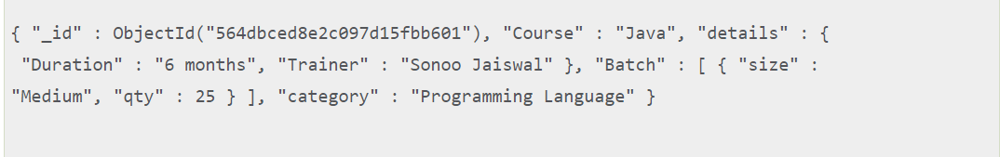 { "_id" : ObjectId("564dbced8e2c097d15fbb601"), "Course" : "Java", "details" : {
"Duration" : "6 months", "Trainer" : "Sonoo Jaiswal" }, "Batch" : [ { "size" :
"Medium", "qty" : 25 } ], "category" : "Programming Language" }